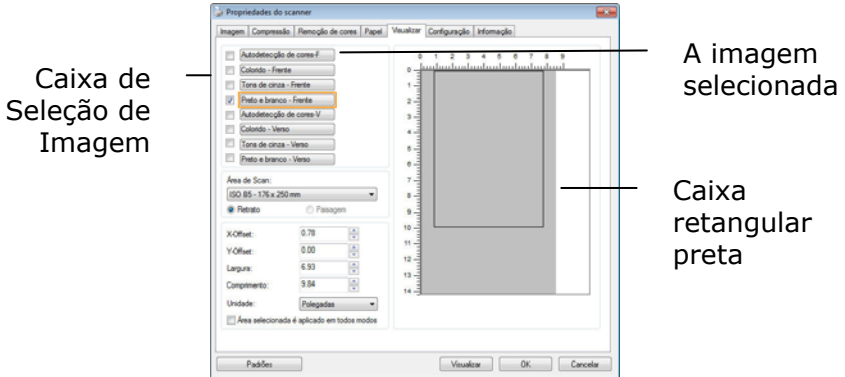 Propriedades do scanner
Imagem Compressão Remoção de cores Papel Visualizar Configuração Informação
Autodetecção de cores-F
Colorido - Frente
Tons de cinza - Frente
Preto e branco - Frente
Autodetecção de cores-V
Colorido - Verso
Tons de cinza - Verso
Preto e branco - Verso
Área de Scan:
ISO B5 - 176 x 250 mm
Retrato Paisagem
X-Offset: 0.78
Y-Offset: 0.00
Largura: 6.93
Comprimento: 9.84
Unidade: Polegadas
Área selecionada é aplicado em todos modos
0 1 2 3 4 5 6 7 8 9
0
1
2
3
4
5
6
7
8
9
10
11
12
13
14
Padrões Visualizar OK Cancelar
Caixa de
Seleção de
Imagem
A imagem
selecionada
Caixa
retangular
preta